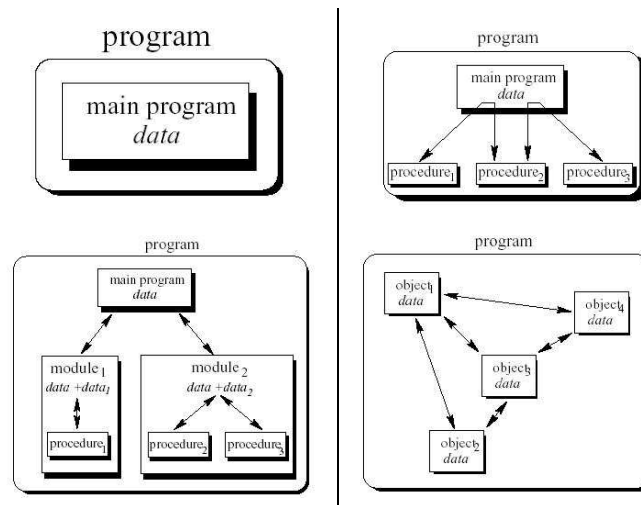 program
main program
data
program
main program
data
procedure1 procedure2 procedure3
program
main program
data
module1
data +data1
procedure1
module2
data +data2
procedure2 procedure3
program
object1
data
object4
data
object3
data
object2
data